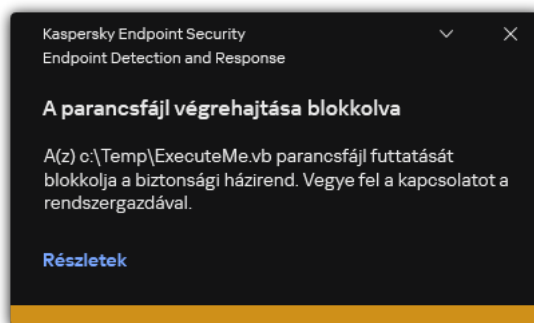 Kaspersky Endpoint Security
Endpoint Detection and Response
A parancsfájl végrehajtása blokkolva
A(z) c:\Temp\ExecuteMe.vb parancsfájl futtatását
blokkolja a biztonsági házirend. Vegye fel a kapcsolatot a
rendszergazdával.
Részletek